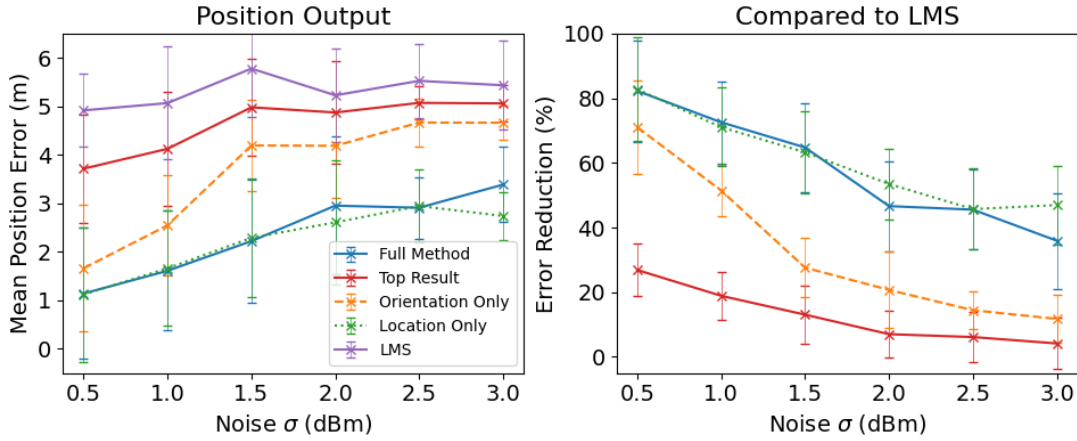 Position Output
Mean Position Error (m)
6
5
4
3
2
1
0
Full Method
Top Result
Orientation Only
Location Only
LMS
0.5 1.0 1.5 2.0 2.5 3.0
Noise σ (dBm)
Compared to LMS
Error Reduction (%)
100
80
60
40
20
0
0.5 1.0 1.5 2.0 2.5 3.0
Noise σ (dBm)